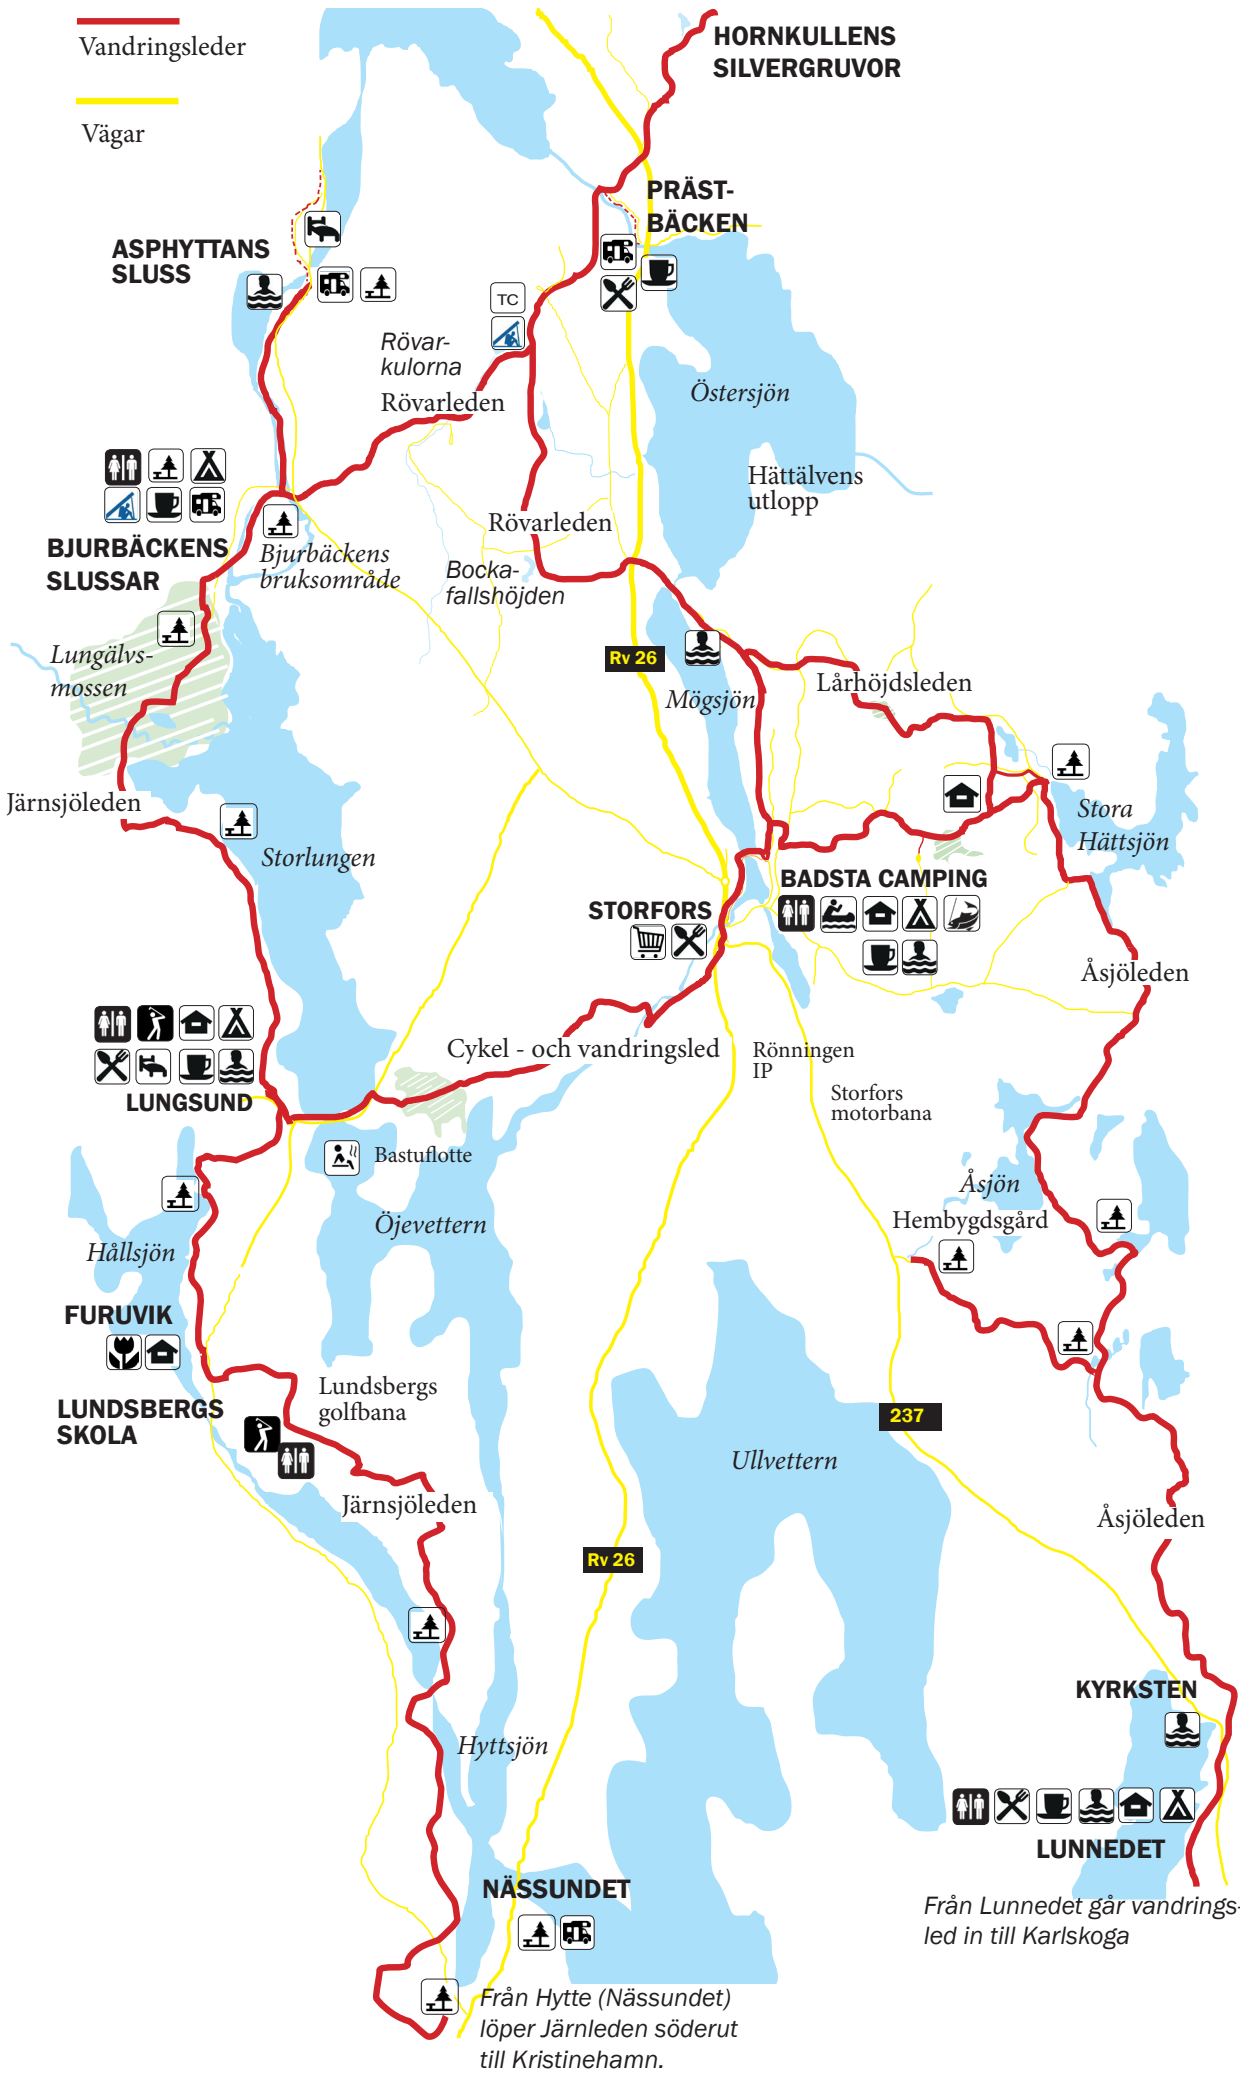 Vandringsleder
Vägar
HORNKULLENS
SILVERGRUVOR
PRÄST-
BÄCKEN
ASPHYTTANS
SLUSS
TC
Rövar-
kulorna
Rövarleden
Östersjön
Hättälvens
utlopp
Rövarleden
BJURBÄCKENS
SLUSSAR
Bjurbäckens
bruksområde
Bocka-
fallshöjden
Lungälvs-
mossen
Rv 26
Mögsjön
Lårhöjdsleden
Järnsjöleden
Storlungen
Stora
Hättsjön
BADSTA CAMPING
STORFORS
Åsjöleden
Cykel - och vandringsled
Rönningen
IP
Storfors
motorbana
LUNGSUND
Bastuflotte
Öjevettern
Åsjön
Hembygdsgård
Hållsjön
FURUVIK
Lundsbergs
golfbana
LUNDSBERGS
SKOLA
237
Ullvettern
Järnsjöleden
Åsjöleden
Rv 26
KYRKSTEN
Hyttsjön
LUNNEDET
NÄSSUNDET
Från Lunnedet går vandrings-
led in till Karlskoga
Från Hytte (Nässundet)
löper Järnleden söderut
till Kristinehamn.